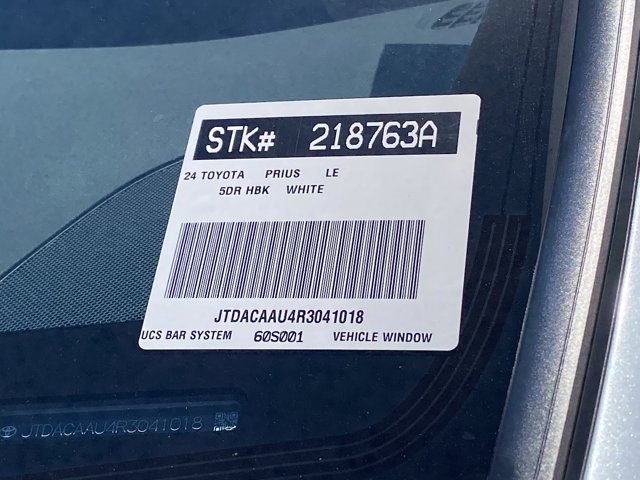 STK# 218763A
24 TOYOTA PRIUS LE
5DR HBK WHITE
JTDACAAU4R3041018
UCS BAR SYSTEM 60S001 VEHICLE WINDOW
JTDACAAU4R3041018